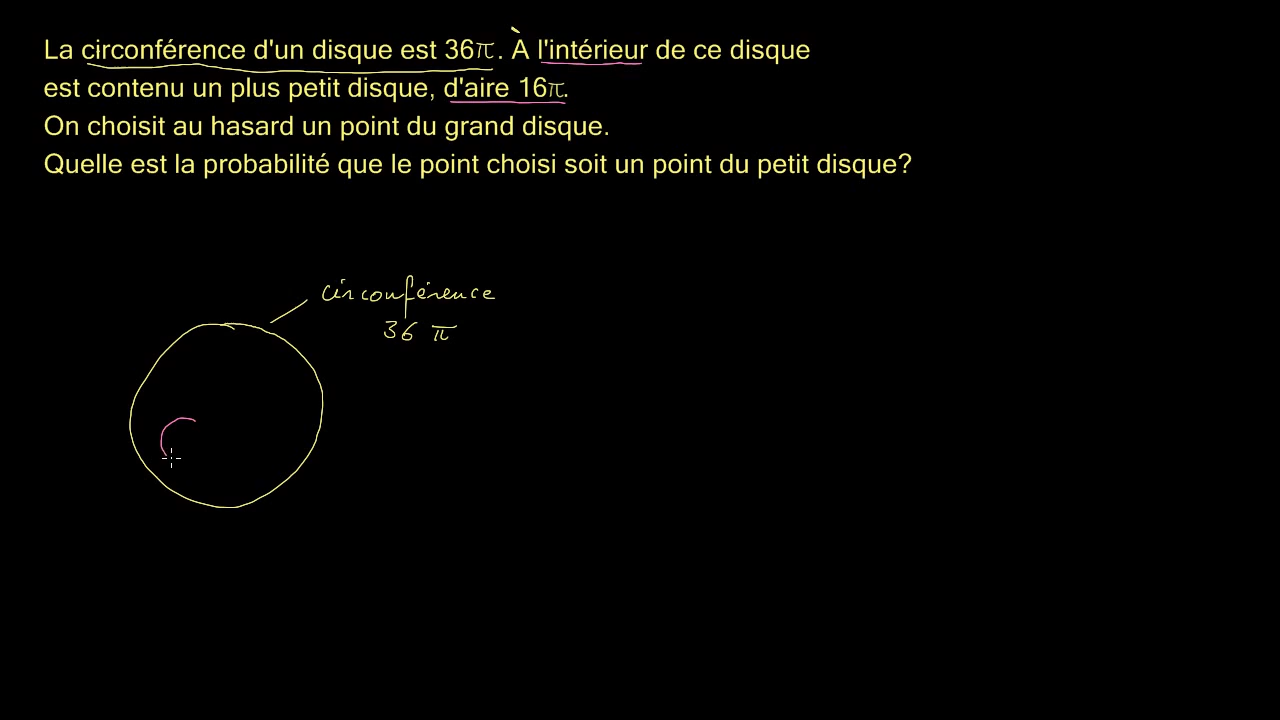 La circonférence d'un disque est 36π. À l'intérieur de ce disque
est contenu un plus petit disque, d'aire 16π.
On choisit au hasard un point du grand disque.
Quelle est la probabilité que le point choisi soit un point du petit disque?
circonférence
36 π